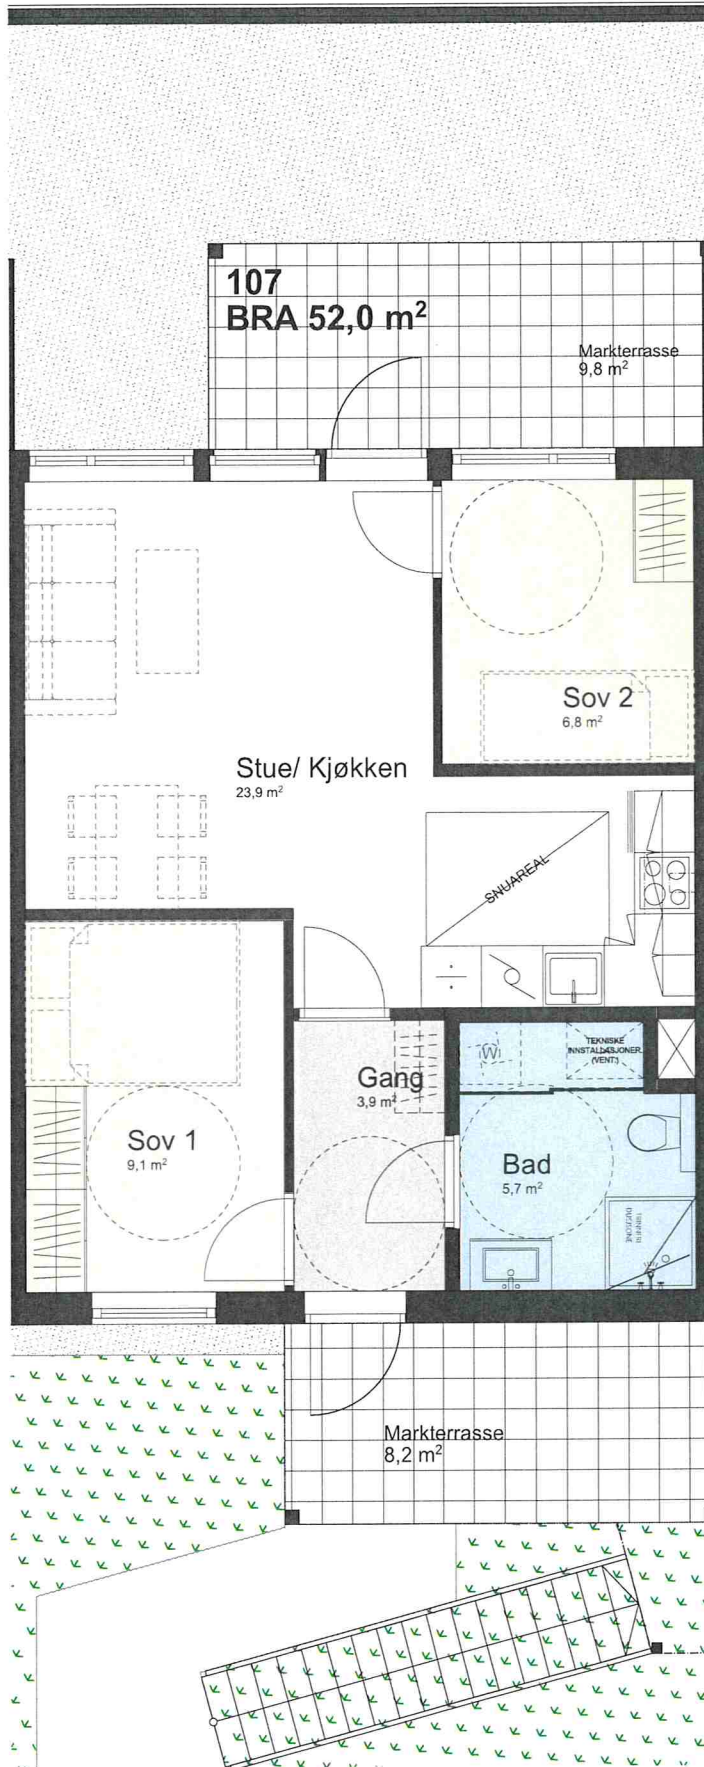 107
BRA 52,0 m²
Markterrasse
9,8 m²
Sov 2
6,8 m²
Stue/ Kjøkken
23,9 m²
SNUAREAL
TEKNISKE
INNSTALLASJONER
(VENT.)
W
Gang
3,9 m²
Sov 1
9,1 m²
Bad
5,7 m²
Markterrasse
8,2 m²